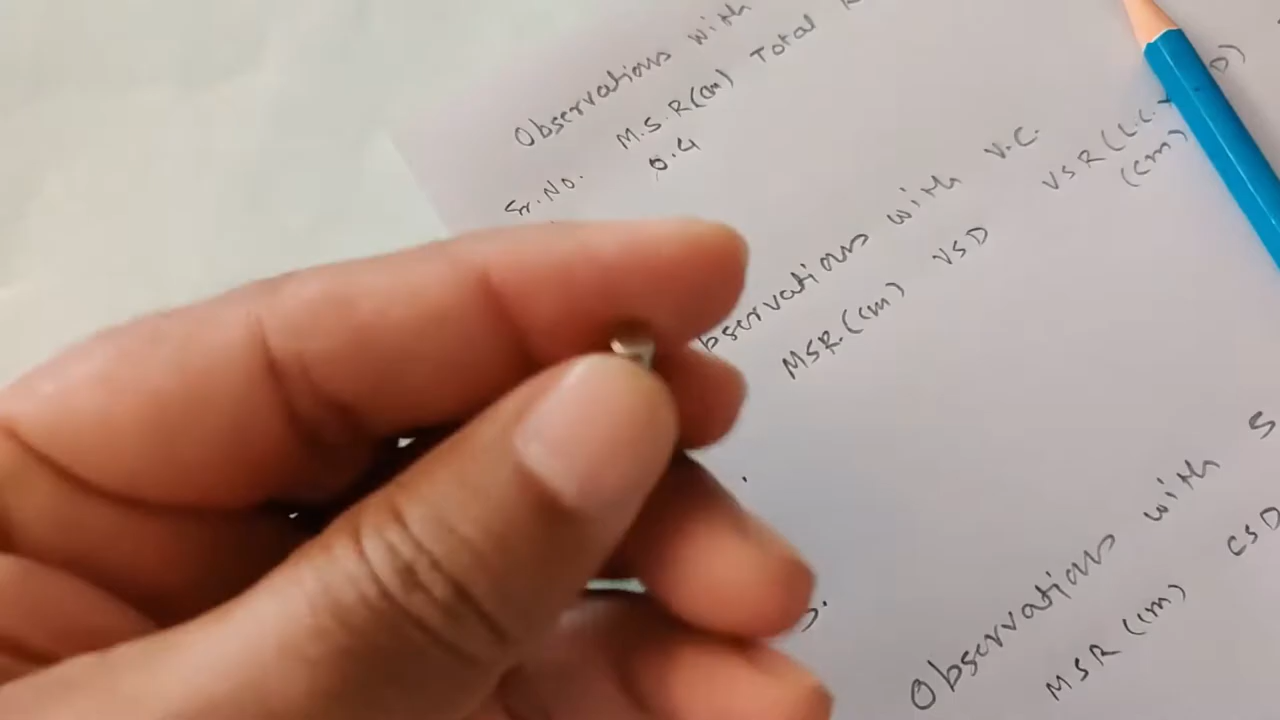 Observations with
Sr.No. M.S.R(cm) Total
0.4
bservations with V.C.
MSR.(cm) VSD VSR(L.C.
D)
(cm)
Observations with S
MSR (cm) CSD